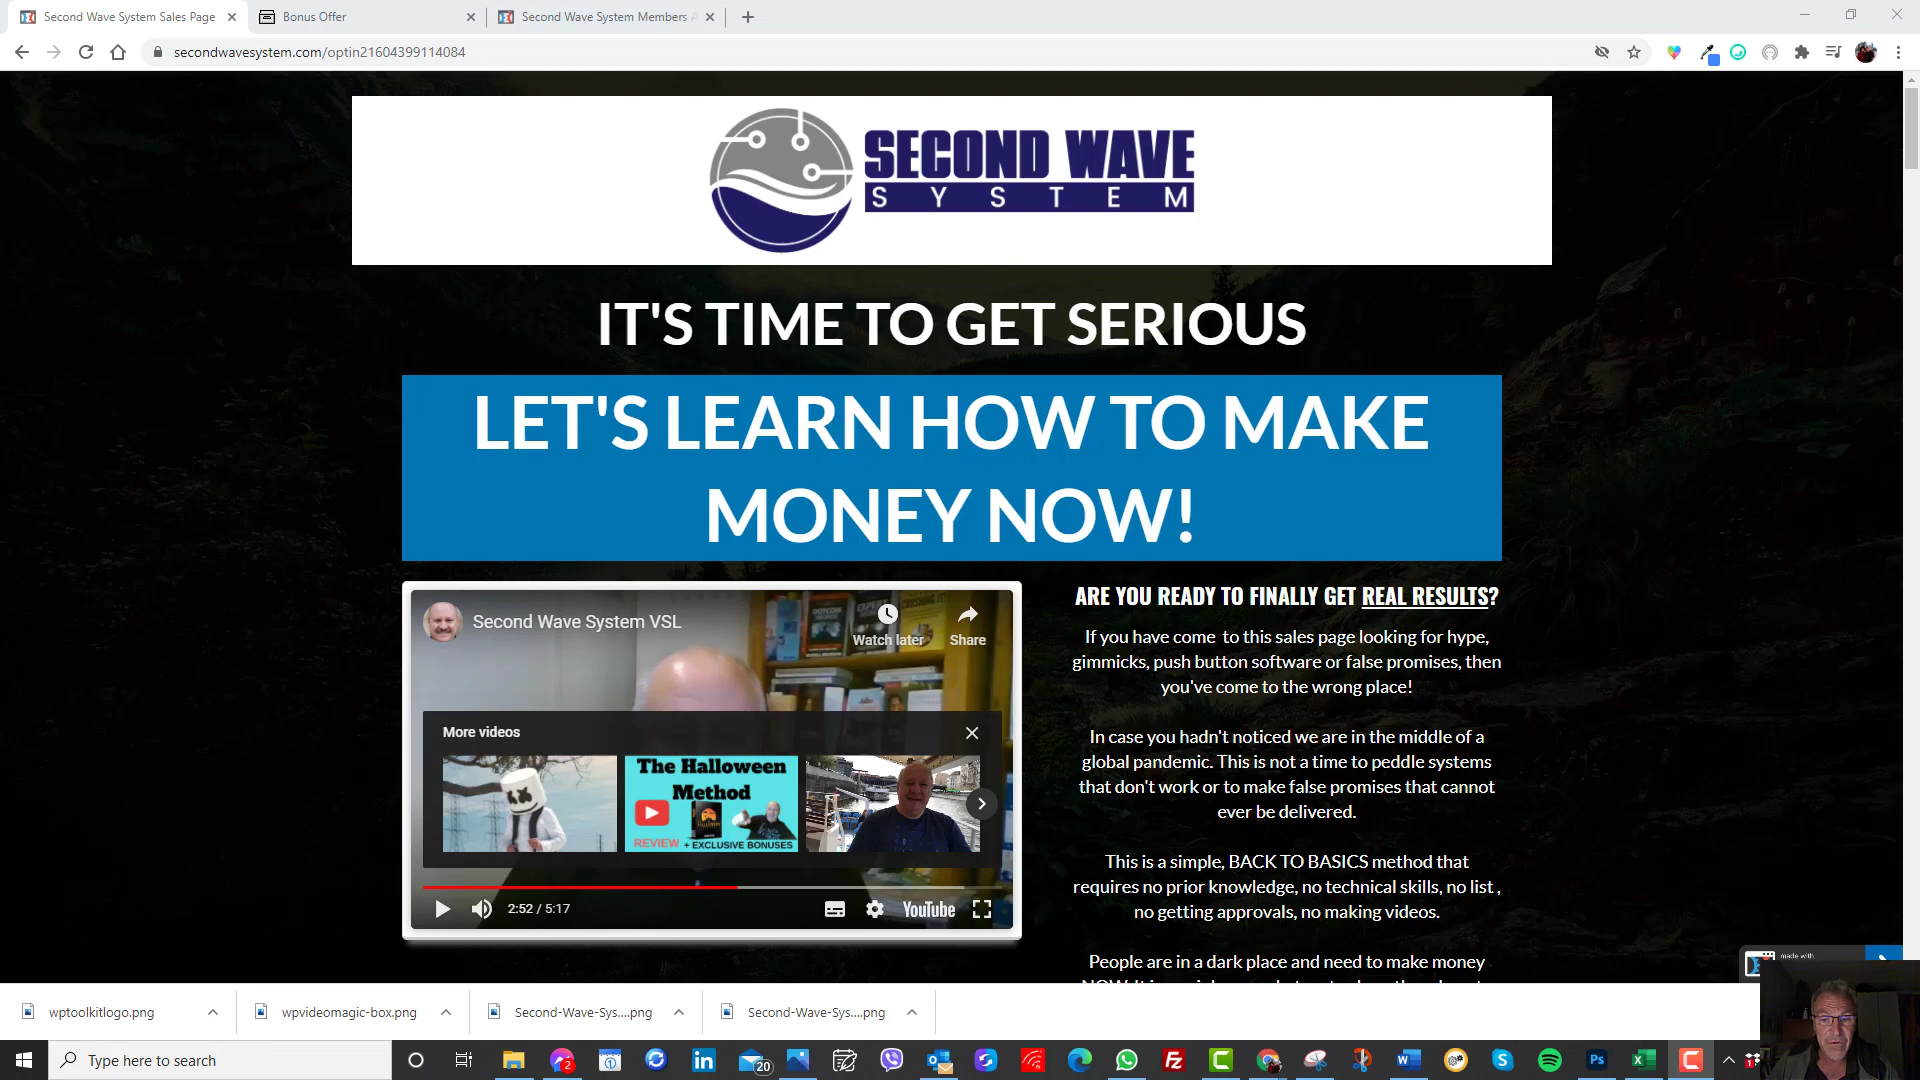 Second Wave System Sales Page
Bonus Offer
Second Wave System Members
secondwavesystem.com/optin21604399114084
SECOND WAVE
SYSTEM
IT'S TIME TO GET SERIOUS
LET'S LEARN HOW TO MAKE
MONEY NOW!
Second Wave System VSL
Watch later
Share
More videos
The Halloween
Method
REVIEW + EXCLUSIVE BONUSES
2:52 / 5:17
YouTube
ARE YOU READY TO FINALLY GET REAL RESULTS?
If you have come to this sales page looking for hype,
gimmicks, push button software or false promises, then
you've come to the wrong place!
In case you hadn't noticed we are in the middle of a
global pandemic. This is not a time to peddle systems
that don't work or to make false promises that cannot
ever be delivered.
This is a simple, BACK TO BASICS method that
requires no prior knowledge, no technical skills, no list ,
no getting approvals, no making videos.
People are in a dark place and need to make money
made with
wptoolkitlogo.png
wpvideomagic-box.png
Second-Wave-Sys....png
Second-Wave-Sys....png
Type here to search
2
20